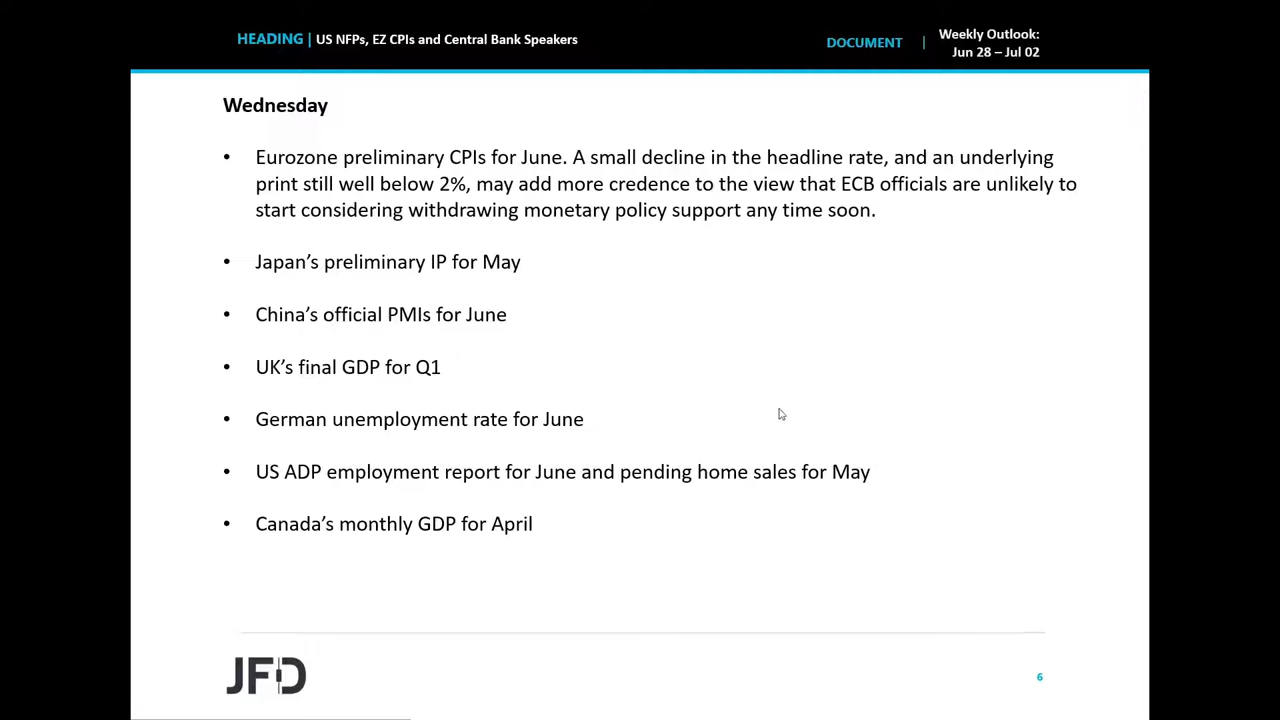 HEADING | US NFPs, EZ CPIs and Central Bank Speakers
DOCUMENT | Weekly Outlook:
Jun 28 – Jul 02
Wednesday
• Eurozone preliminary CPIs for June. A small decline in the headline rate, and an underlying
print still well below 2%, may add more credence to the view that ECB officials are unlikely to
start considering withdrawing monetary policy support any time soon.
• Japan’s preliminary IP for May
• China’s official PMIs for June
• UK’s final GDP for Q1
• German unemployment rate for June
• US ADP employment report for June and pending home sales for May
• Canada’s monthly GDP for April
JFD
6